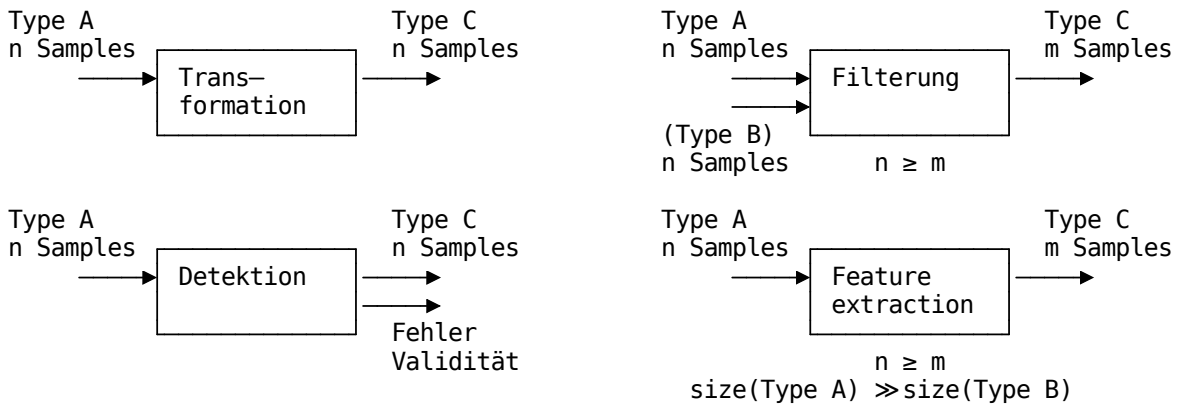 Type A
n Samples
Type C
n Samples
Trans–
formation
Type A
n Samples
(Type B)
n Samples
Type C
m Samples
Filterung
n ≥ m
Type A
n Samples
Type C
n Samples
Detektion
Fehler
Validität
Type A
n Samples
Type C
m Samples
Feature
extraction
n ≥ m
size(Type A) ≫ size(Type B)